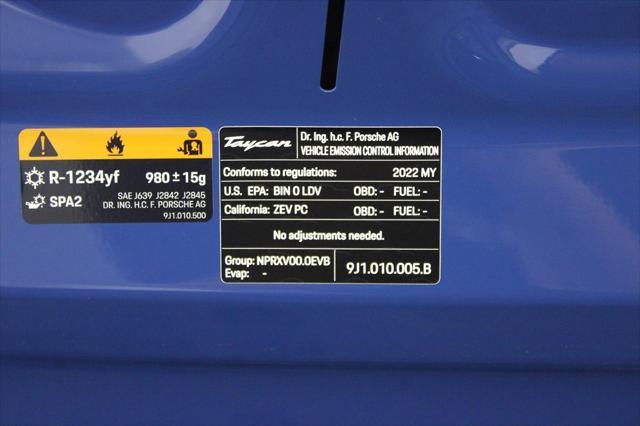 R-1234yf 980 ± 15g
SPA2
SAE J639 J2842 J2845
DR. ING. H.C. F. PORSCHE AG
9J1.010.500
Taycan
Dr. Ing. h.c. F. Porsche AG
VEHICLE EMISSION CONTROL INFORMATION
Conforms to regulations: 2022 MY
U.S. EPA: BIN 0 LDV OBD: - FUEL: -
California: ZEV PC OBD: - FUEL: -
No adjustments needed.
Group: NPRXV00.0EVB
Evap: -
9J1.010.005.B